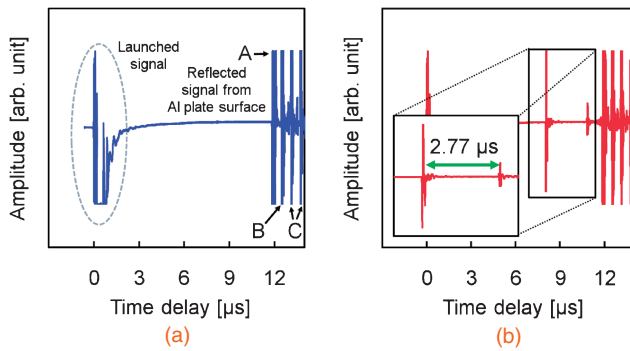 Amplitude [arb. unit]
Launched
signal
A
Reflected
signal from
Al plate surface
B
C
0 3 6 9 12
Time delay [µs]
(a)
Amplitude [arb. unit]
2.77 µs
0 3 6 9 12
Time delay [µs]
(b)